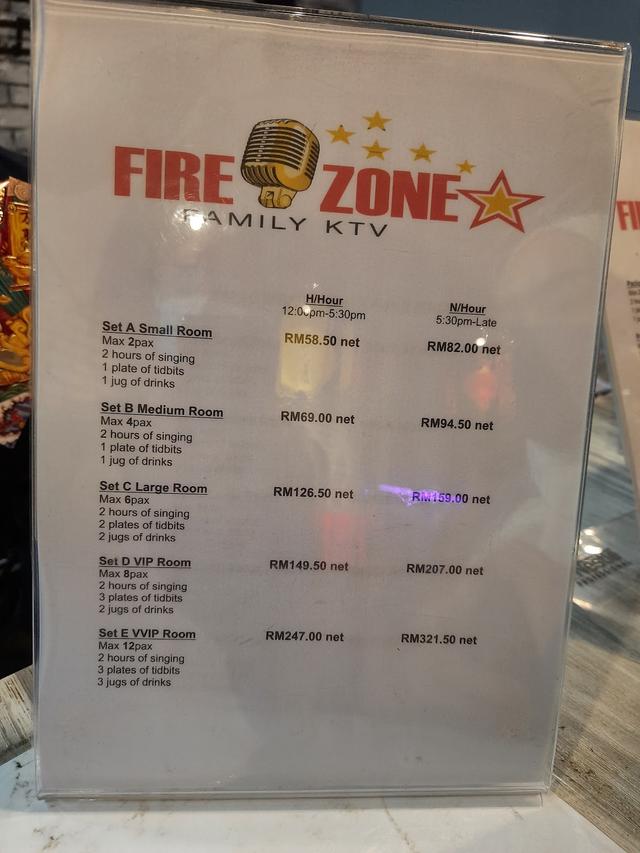 FIRE ZONE
FAMILY KTV
H/Hour
12:00pm-5:30pm
N/Hour
5:30pm-Late
Set A Small Room
RM58.50 net
RM82.00 net
Max 2pax
2 hours of singing
1 plate of tidbits
1 jug of drinks
Set B Medium Room
RM69.00 net
RM94.50 net
Max 4pax
2 hours of singing
1 plate of tidbits
1 jug of drinks
Set C Large Room
RM126.50 net
RM159.00 net
Max 6pax
2 hours of singing
2 plates of tidbits
2 jugs of drinks
Set D VIP Room
RM149.50 net
RM207.00 net
Max 8pax
2 hours of singing
3 plates of tidbits
2 jugs of drinks
Set E VVIP Room
RM247.00 net
RM321.50 net
Max 12pax
2 hours of singing
3 plates of tidbits
3 jugs of drinks